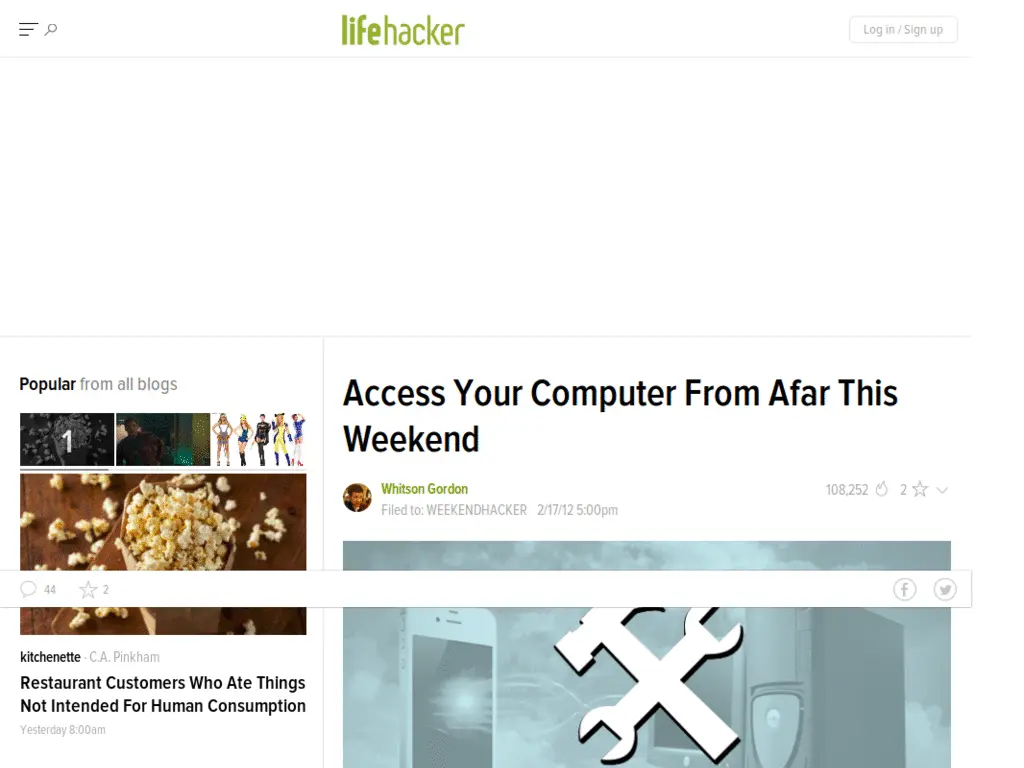 lifehacker
Log in / Sign up
Popular from all blogs
1
kitchenette · C.A. Pinkham
Restaurant Customers Who Ate Things
Not Intended For Human Consumption
Yesterday 8:00am
Access Your Computer From Afar This
Weekend
Whitson Gordon
Filed to: WEEKENDHACKER 2/17/12 5:00pm
108,252 2
44 2